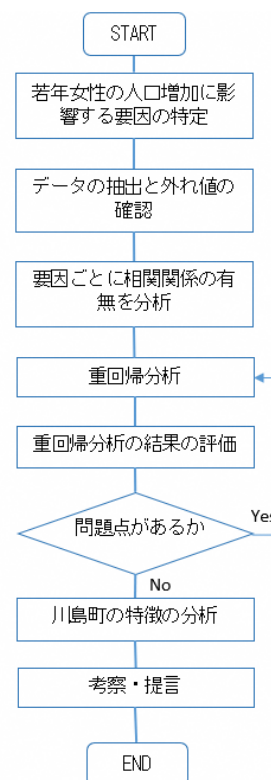 START
若年女性の人口増加に影
響する要因の特定
データの抽出と外れ値の
確認
要因ごとに相関関係の有
無を分析
重回帰分析
重回帰分析の結果の評価
問題点があるか
Yes
No
川島町の特徴の分析
考察・提言
END